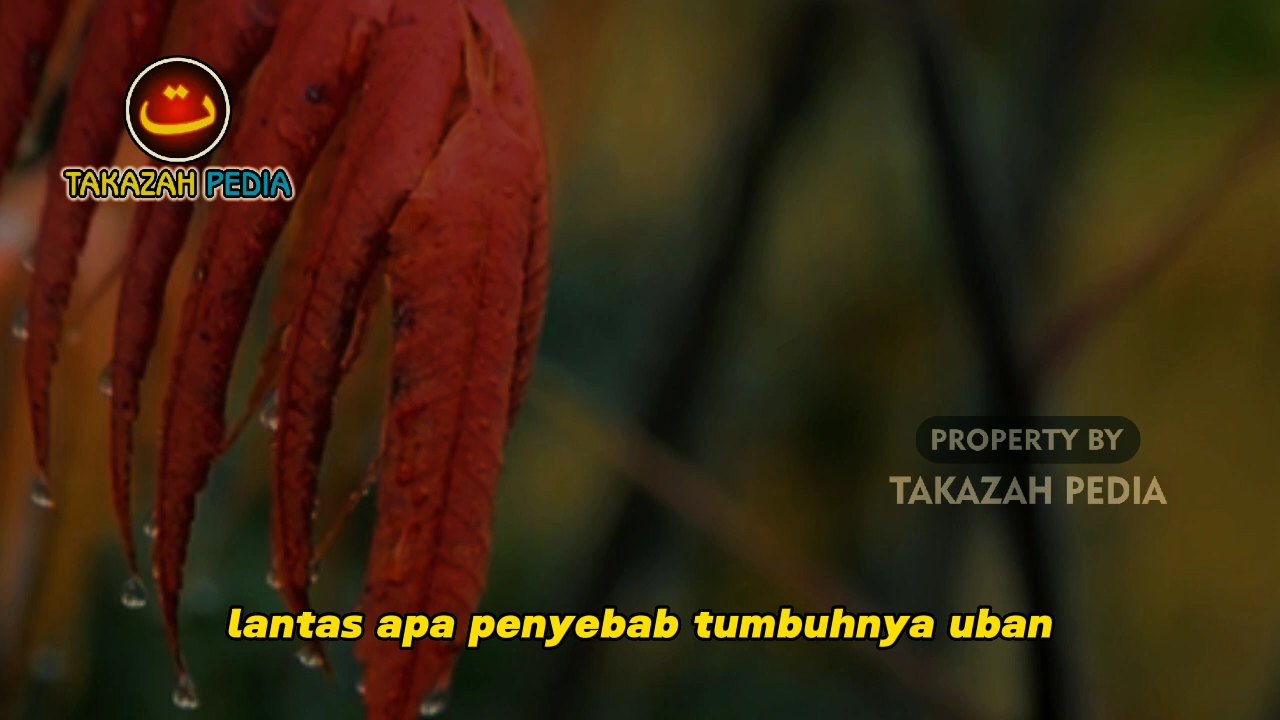 ت
TAKAZAH PEDIA
PROPERTY BY
TAKAZAH PEDIA
lantas apa penyebab tumbuhnya uban